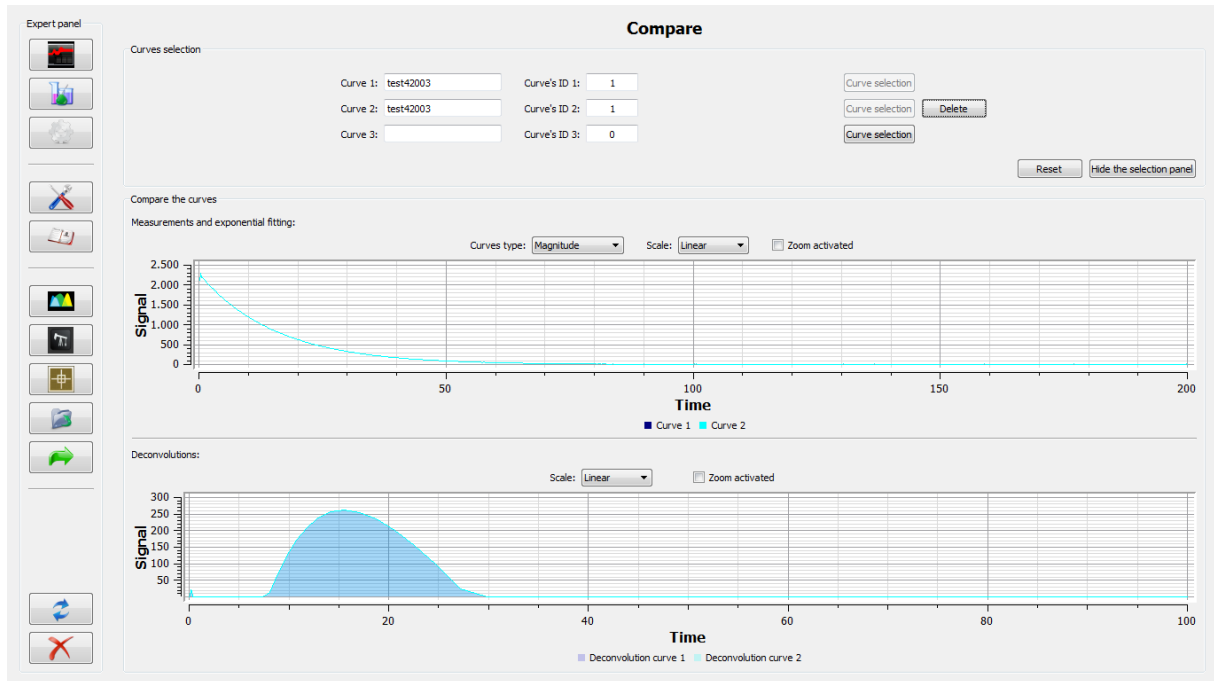 Expert panel
Compare
Curves selection
Curve 1: test42003 Curve's ID 1: 1 Curve selection
Curve 2: test42003 Curve's ID 2: 1 Curve selection Delete
Curve 3: Curve's ID 3: 0 Curve selection
Reset Hide the selection panel
Compare the curves
Measurements and exponential fitting:
Curves type: Magnitude Scale: Linear Zoom activated
2.500
2.000
1.500
1.000
500
0
Signal
0 50 100 150 200
Time
Curve 1 Curve 2
Deconvolutions:
Scale: Linear Zoom activated
300
250
200
150
100
50
Signal
0 20 40 60 80 100
Time
Deconvolution curve 1 Deconvolution curve 2